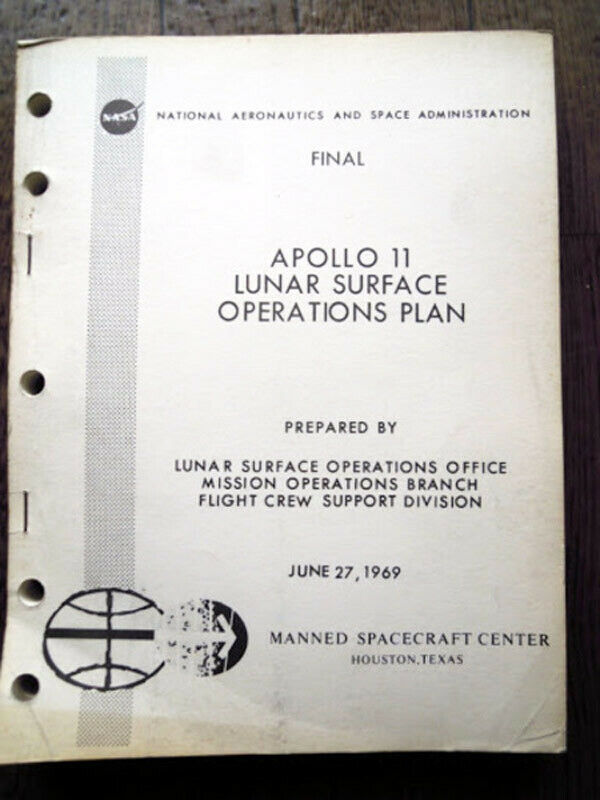 NASA
NATIONAL AERONAUTICS AND SPACE ADMINISTRATION
FINAL
APOLLO 11
LUNAR SURFACE
OPERATIONS PLAN
PREPARED BY
LUNAR SURFACE OPERATIONS OFFICE
MISSION OPERATIONS BRANCH
FLIGHT CREW SUPPORT DIVISION
JUNE 27, 1969
MANNED SPACECRAFT CENTER
HOUSTON, TEXAS